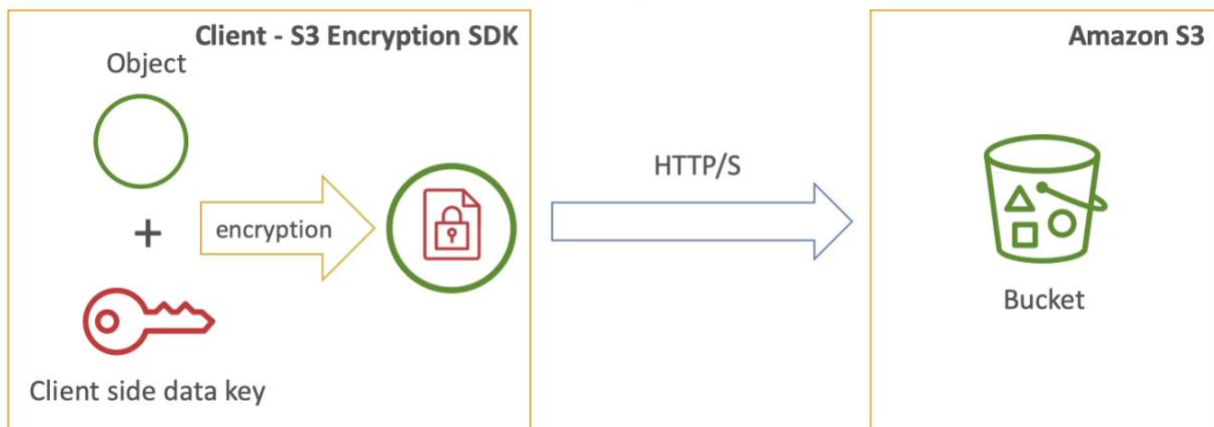 Client - S3 Encryption SDK
Object
+
encryption
Client side data key
HTTP/S
Amazon S3
Bucket